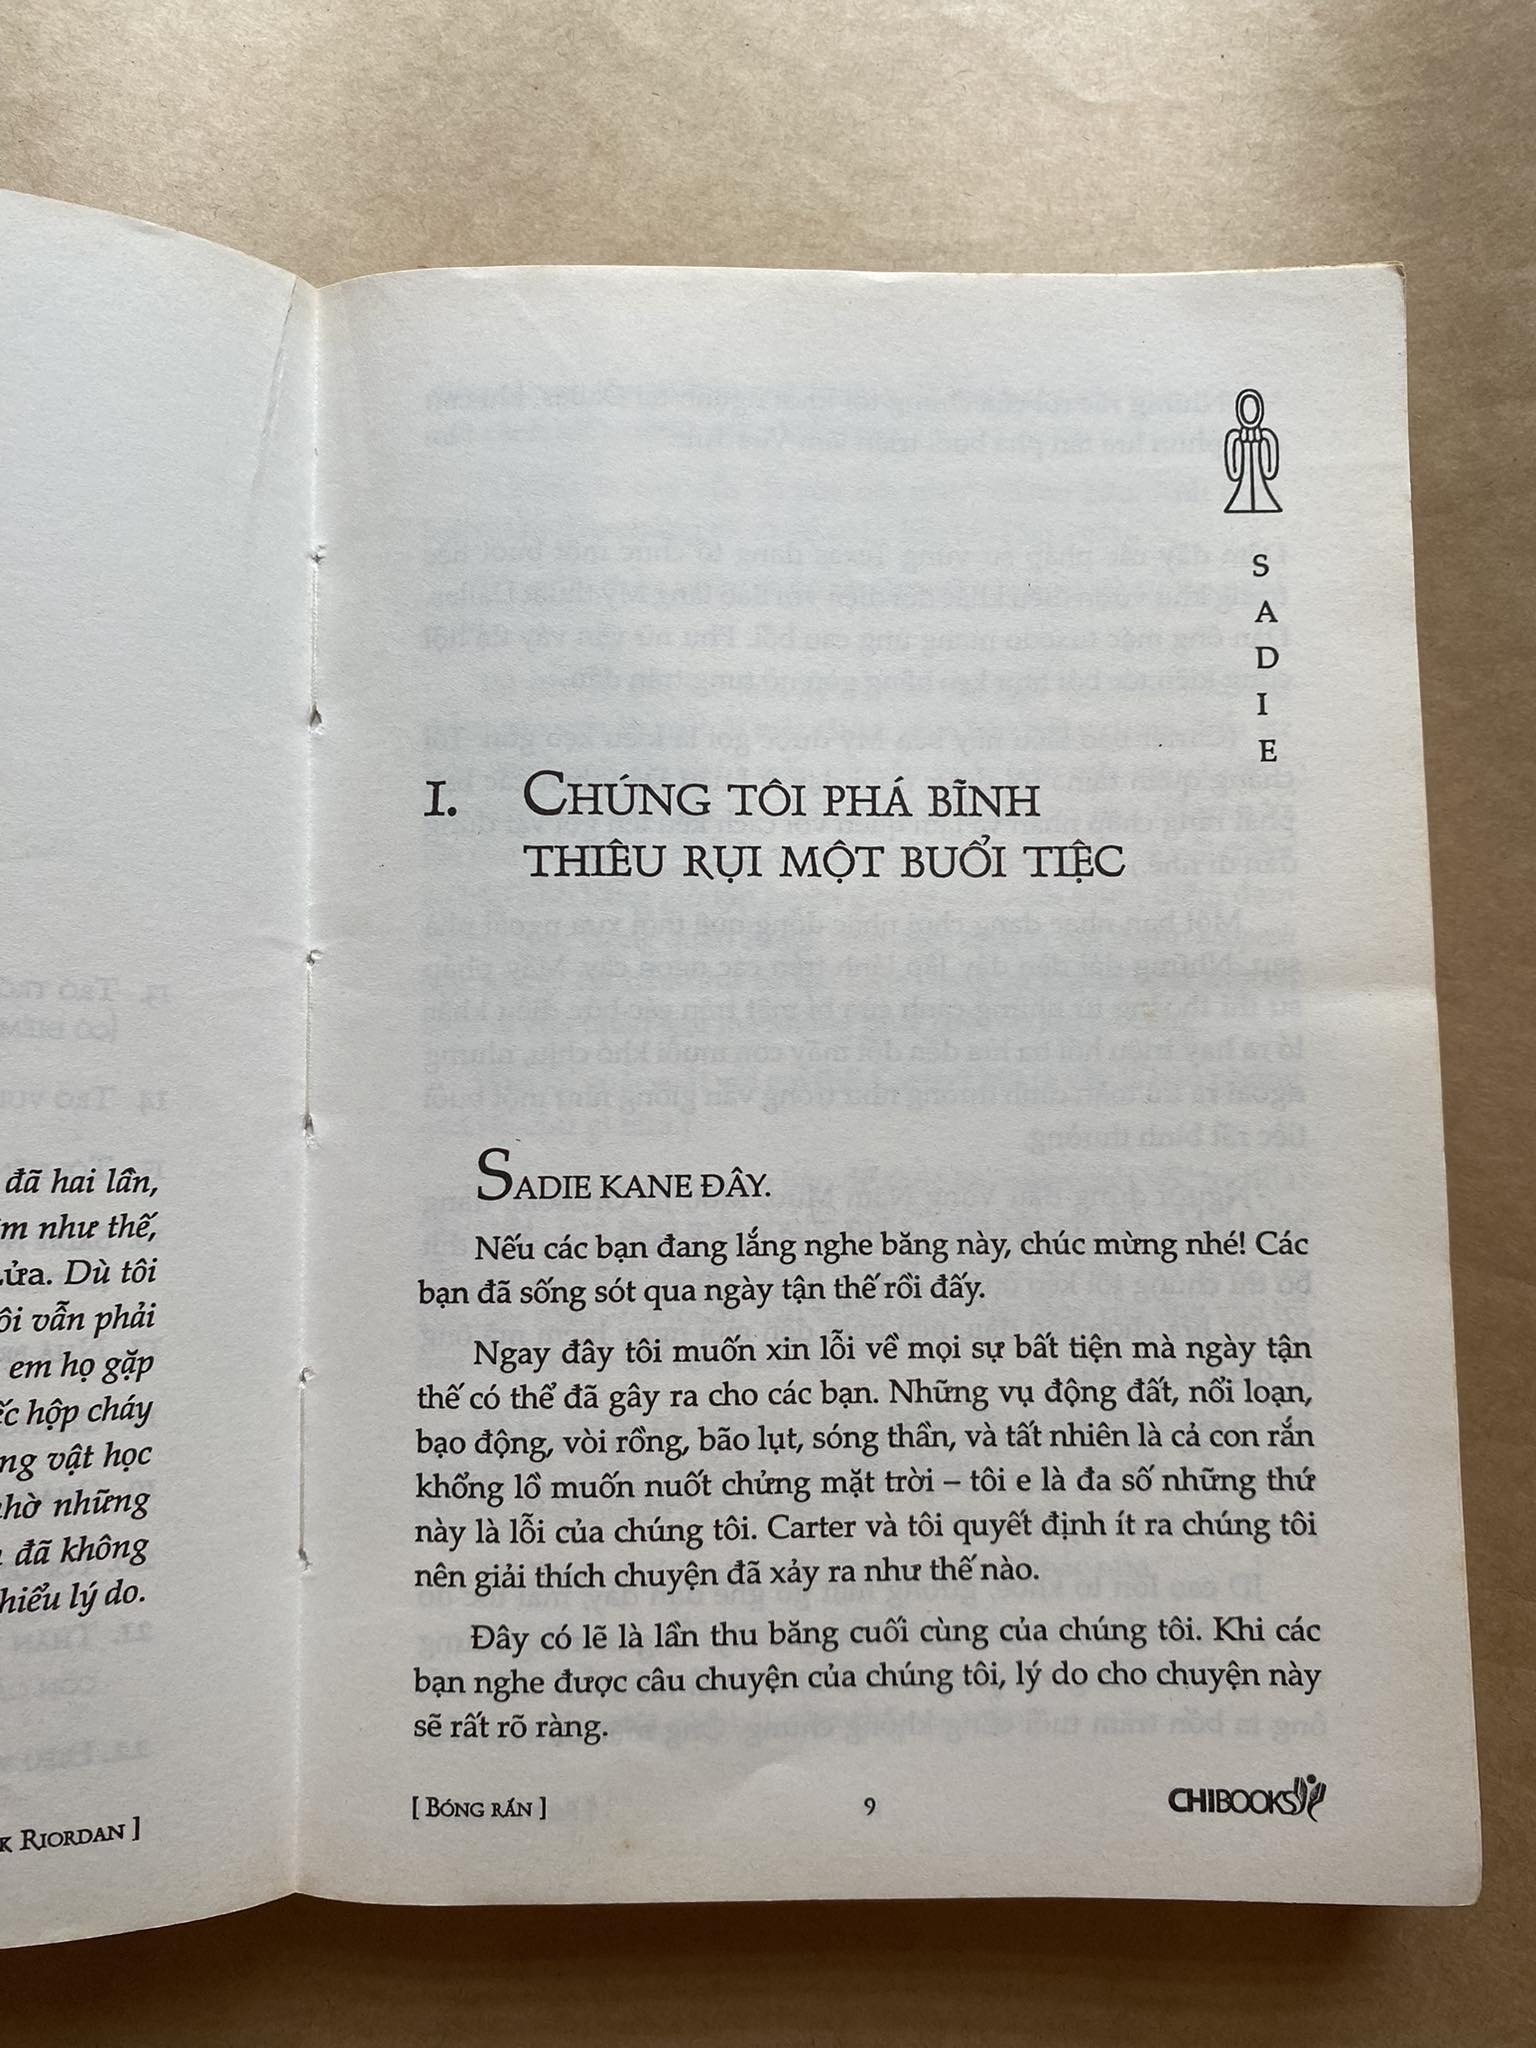 đã hai lần,
như thế,
Lửa. Dù tôi
vẫn phải
em họ gặp
hộp cháy
vật học
những
đã không
hiểu lý do.
RIORDAN ]
S
A
D
I
E
1. CHÚNG TÔI PHÁ BĨNH
THIÊU RỤI MỘT BUỔI TIỆC
SADIE KANE ĐÂY.
Nếu các bạn đang lắng nghe băng này, chúc mừng nhé! Các
bạn đã sống sót qua ngày tận thế rồi đấy.
Ngay đây tôi muốn xin lỗi về mọi sự bất tiện mà ngày tận
thế có thể đã gây ra cho các bạn. Những vụ động đất, nổi loạn,
bạo động, vòi rồng, bão lụt, sóng thần, và tất nhiên là cả con rắn
khổng lồ muốn nuốt chửng mặt trời – tôi e là đa số những thứ
này là lỗi của chúng tôi. Carter và tôi quyết định ít ra chúng tôi
nên giải thích chuyện đã xảy ra như thế nào.
Đây có lẽ là lần thu băng cuối cùng của chúng tôi. Khi các
bạn nghe được câu chuyện của chúng tôi, lý do cho chuyện này
sẽ rất rõ ràng.
[ BÓNG RẮN ] 9 CHIBOOKS